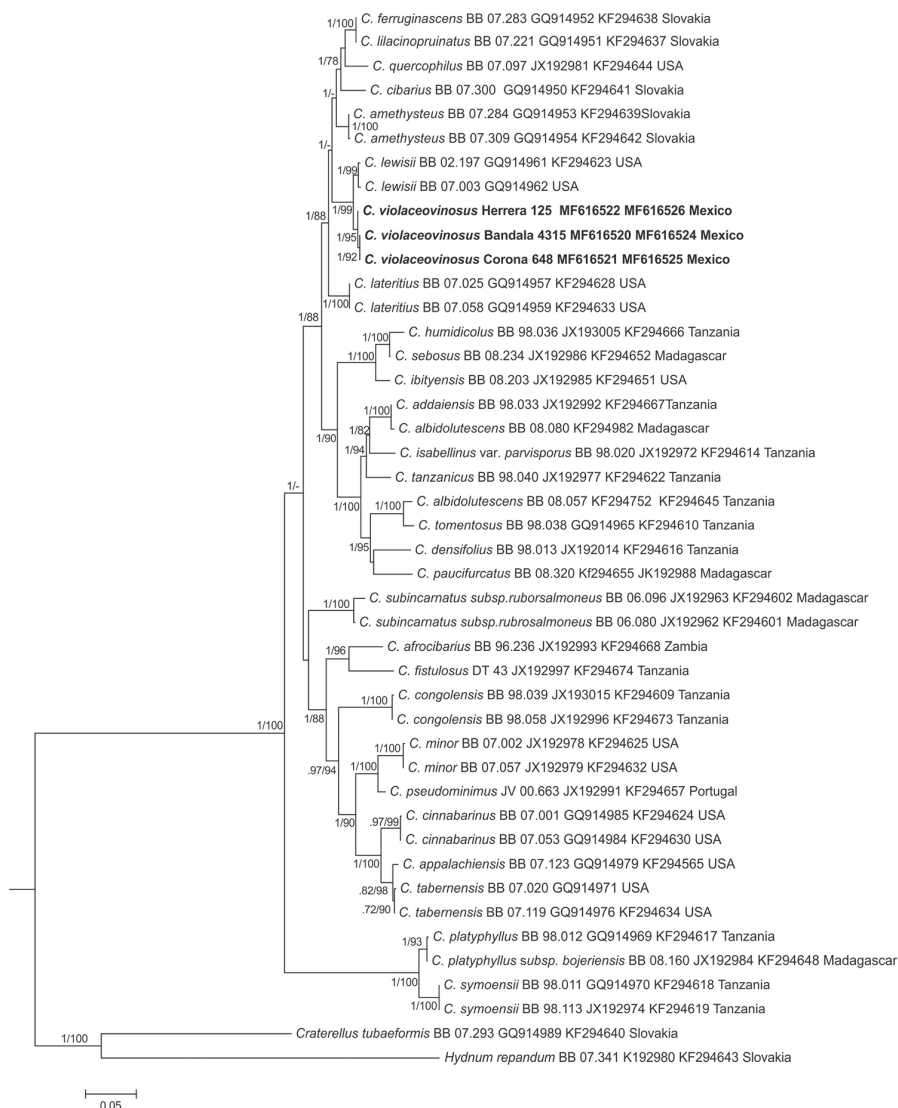 1/100
C. ferruginascens BB 07.283 GQ914952 KF294638 Slovakia
C. lilacinopruinatus BB 07.221 GQ914951 KF294637 Slovakia
1/78
C. quercophilus BB 07.097 JX192981 KF294644 USA
C. cibarius BB 07.300 GQ914950 KF294641 Slovakia
1/-
C. amethysteus BB 07.284 GQ914953 KF294639Slovakia
1/100
C. amethysteus BB 07.309 GQ914954 KF294642 Slovakia
1/-
C. lewisii BB 02.197 GQ914961 KF294623 USA
1/99
C. lewisii BB 07.003 GQ914962 USA
1/99
C. violaceovinosus Herrera 125 MF616522 MF616526 Mexico
1/88
C. violaceovinosus Bandala 4315 MF616520 MF616524 Mexico
1/95
C. violaceovinosus Corona 648 MF616521 MF616525 Mexico
1/92
C. lateritius BB 07.025 GQ914957 KF294628 USA
1/100
C. lateritius BB 07.058 GQ914959 KF294633 USA
1/88
C. humidicolus BB 98.036 JX193005 KF294666 Tanzania
1/100
C. sebosus BB 08.234 JX192986 KF294652 Madagascar
1/100
C. ibityensis BB 08.203 JX192985 KF294651 USA
C. addaiensis BB 98.033 JX192992 KF294667Tanzania
1/100
C. albidolutescens BB 08.080 KF294982 Madagascar
1/82
1/90
C. isabellinus var. parvisporus BB 98.020 JX192972 KF294614 Tanzania
1/94
C. tanzanicus BB 98.040 JX192977 KF294622 Tanzania
1/-
C. albidolutescens BB 08.057 KF294752 KF294645 Tanzania
1/100
1/100
C. tomentosus BB 98.038 GQ914965 KF294610 Tanzania
1/95
C. densifolius BB 98.013 JX192014 KF294616 Tanzania
C. paucifurcatus BB 08.320 Kf294655 JK192988 Madagascar
C. subincarnatus subsp.ruborsalmoneus BB 06.096 JX192963 KF294602 Madagascar
1/100
C. subincarnatus subsp.rubrosalmoneus BB 06.080 JX192962 KF294601 Madagascar
C. afrocibarius BB 96.236 JX192993 KF294668 Zambia
1/96
C. fistulosus DT 43 JX192997 KF294674 Tanzania
C. congolensis BB 98.039 JX193015 KF294609 Tanzania
1/100
1/88
C. congolensis BB 98.058 JX192996 KF294673 Tanzania
1/100
C. minor BB 07.002 JX192978 KF294625 USA
1/100
C. minor BB 07.057 JX192979 KF294632 USA
1/100
.97/94
C. pseudominimus JV 00.663 JX192991 KF294657 Portugal
C. cinnabarinus BB 07.001 GQ914985 KF294624 USA
.97/99
1/90
C. cinnabarinus BB 07.053 GQ914984 KF294630 USA
1/100
C. appalachiensis BB 07.123 GQ914979 KF294565 USA
.82/98
C. tabernensis BB 07.020 GQ914971 USA
.72/90
C. tabernensis BB 07.119 GQ914976 KF294634 USA
C. platyphyllus BB 98.012 GQ914969 KF294617 Tanzania
1/93
C. platyphyllus subsp. bojeriensis BB 08.160 JX192984 KF294648 Madagascar
1/100
C. symoensii BB 98.011 GQ914970 KF294618 Tanzania
1/100
C. symoensii BB 98.113 JX192974 KF294619 Tanzania
Craterellus tubaeformis BB 07.293 GQ914989 KF294640 Slovakia
1/100
Hydnum repandum BB 07.341 K192980 KF294643 Slovakia
0.05